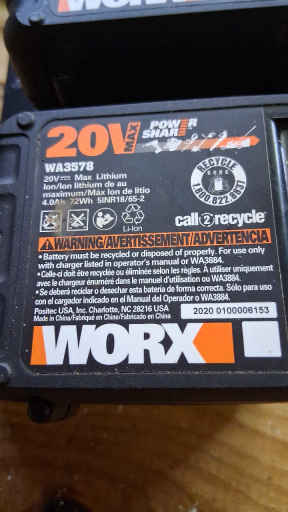 WORX
20V MAX POWER SHARE
WA3578
20V Max Lithium
Ion/Ion lithium de au
maximum/Máx Ion de litio
4.0Ah 72Wh 5INR18/65-2
RECYCLE
1.800.822.8837
Li-Ion
call2recycle
WARNING/AVERTISSEMENT/ADVERTENCIA
• Battery must be recycled or disposed of properly. For use only
with charger listed in operator's manual or WA3884.
• Celle-ci doit être recyclée ou éliminée selon les règles. A utiliser uniquement
avec le chargeur énuméré dans le manuel d'utilisation ou WA3884.
• Se deberá reciclar o desechar esta batería de forma correcta. Sólo para uso
con el cargador indicado en el Manual del Operador o WA3884.
Positec USA, Inc. Charlotte, NC 28216 USA
Made in China/Fabriqué en Chine/Fabricado en China
2020 0100006153
WORX